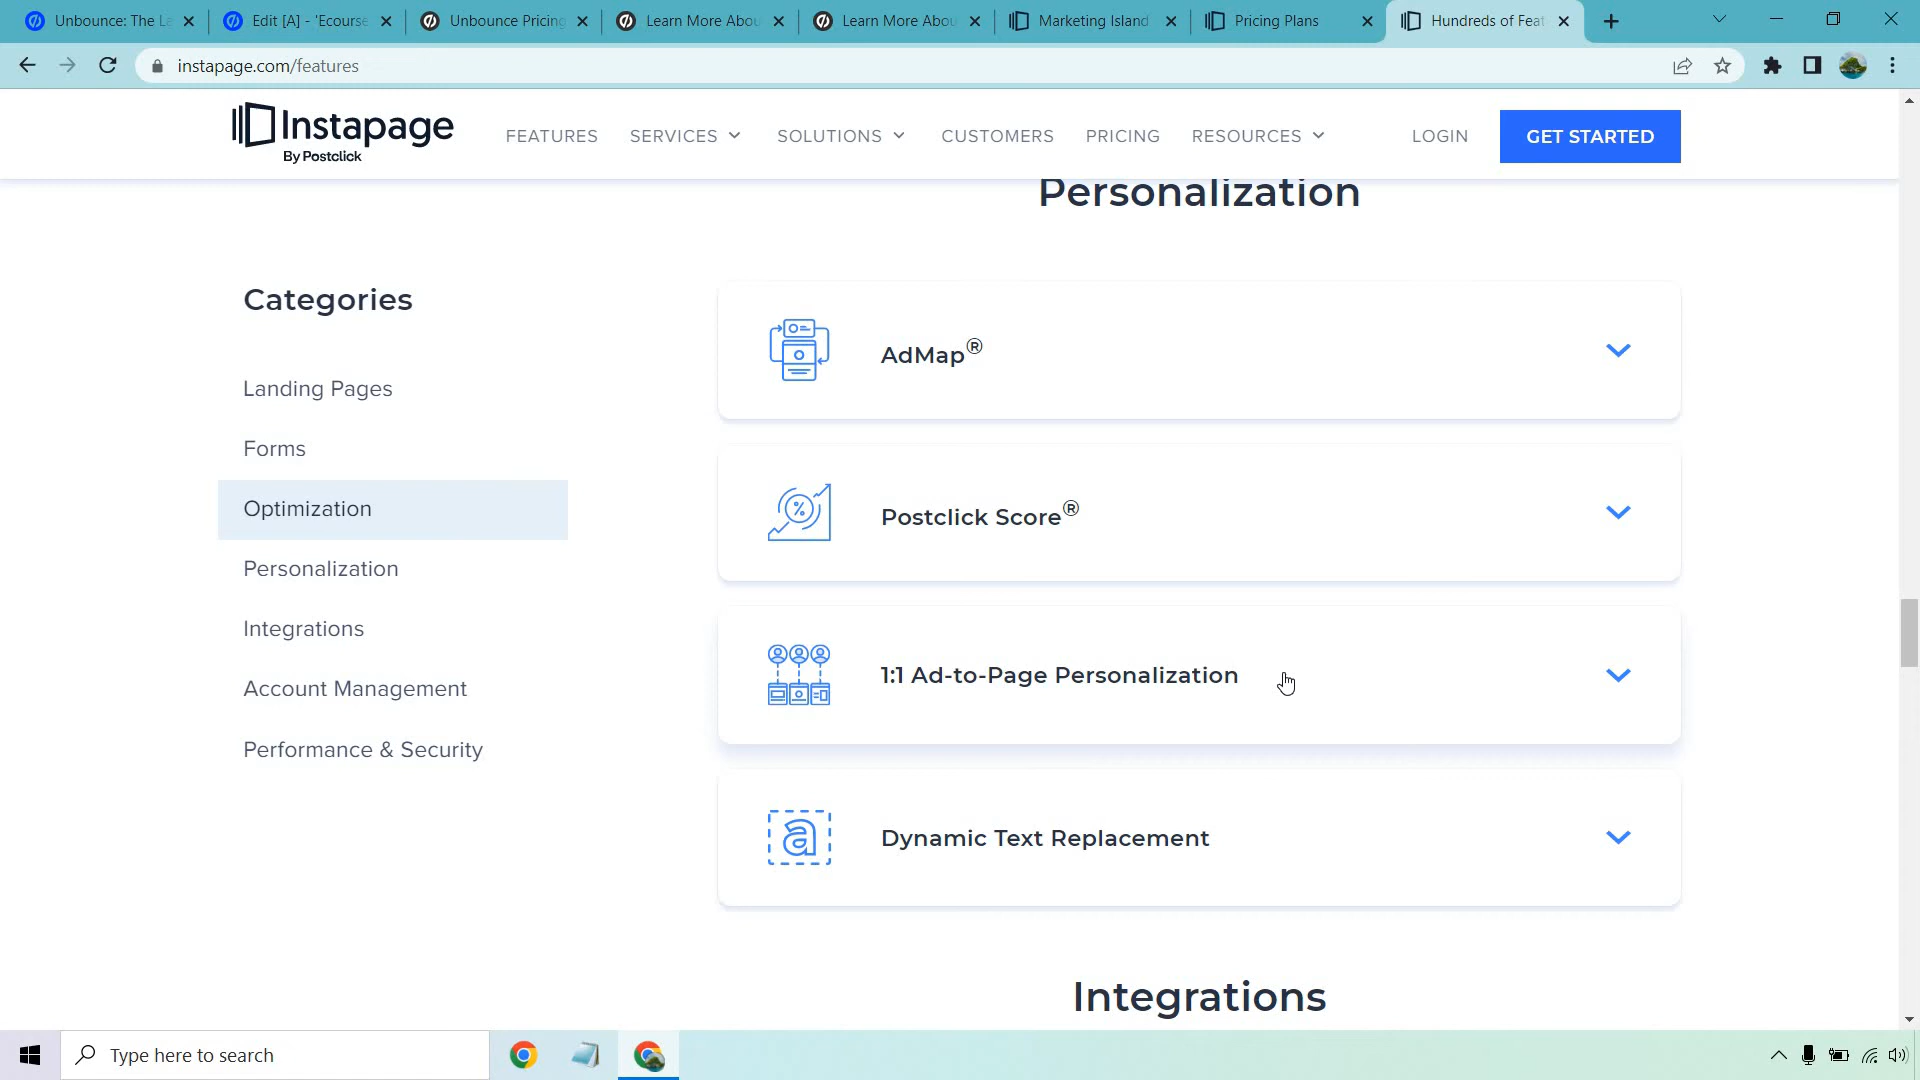 Unbounce: The La
Edit [A] - 'Ecourse
Unbounce Pricing
Learn More Abou
Learn More Abou
Marketing Island
Pricing Plans
Hundreds of Feat
instapage.com/features
Instapage
By Postclick
FEATURES
SERVICES
SOLUTIONS
CUSTOMERS
PRICING
RESOURCES
LOGIN
GET STARTED
Personalization
Categories
Landing Pages
Forms
Optimization
Personalization
Integrations
Account Management
Performance & Security
AdMap®
Postclick Score®
1:1 Ad-to-Page Personalization
a
Dynamic Text Replacement
Integrations
Type here to search